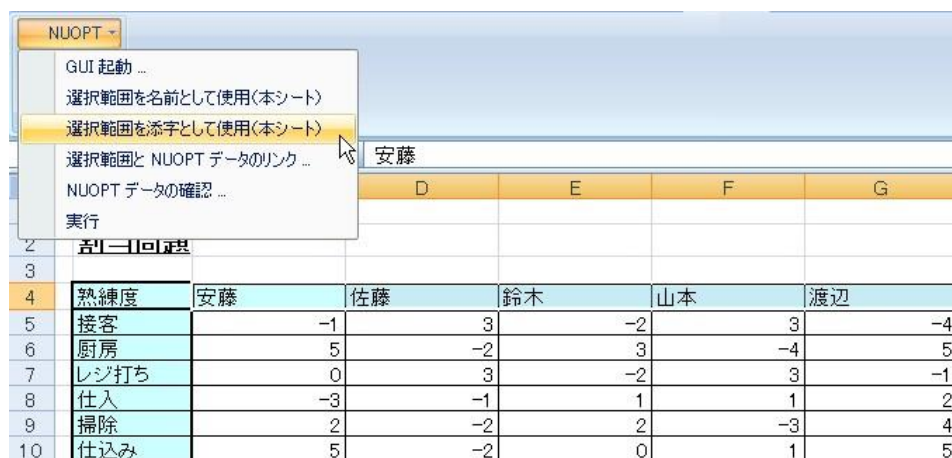 NUOPT
GUI 起動 ...
選択範囲を名前として使用(本シート)
選択範囲を添字として使用(本シート)
選択範囲と NUOPT データのリンク ...
NUOPT データの確認 ...
実行
安藤
D E F G
2 割当問題
3
4 熟練度 安藤 佐藤 鈴木 山本 渡辺
5 接客 -1 3 -2 3 -4
6 厨房 5 -2 3 -4 5
7 レジ打ち 0 3 -2 3 -1
8 仕入 -3 -1 1 1 2
9 掃除 2 -2 2 -3 4
10 仕込み 5 -2 0 1 5